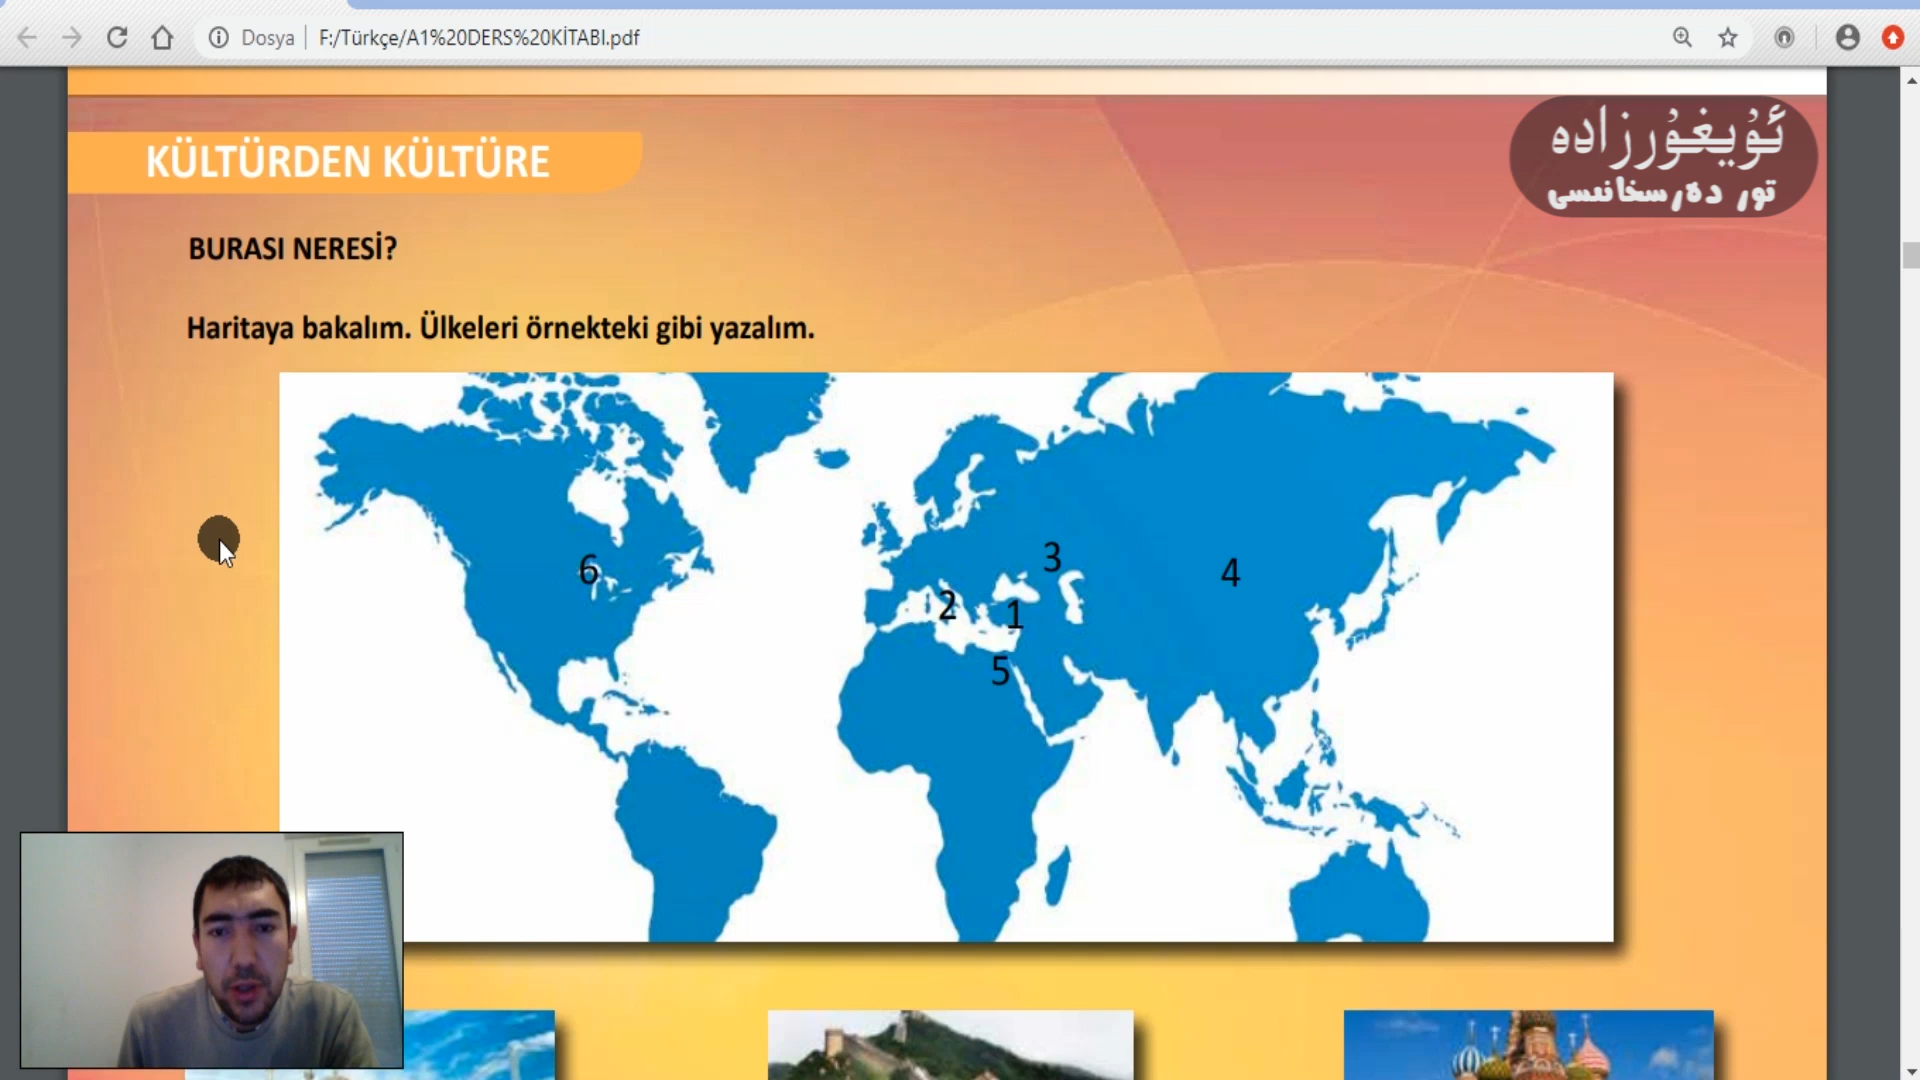 Dosya F:/Türkçe/A1%20DERS%20KİTABI.pdf
KÜLTÜRDEN KÜLTÜRE
ئۇيغۇرزادە
تور دەرسخانىسى
BURASI NERESİ?
Haritaya bakalım. Ülkeleri örnekteki gibi yazalım.
3
6
4
2
1
5